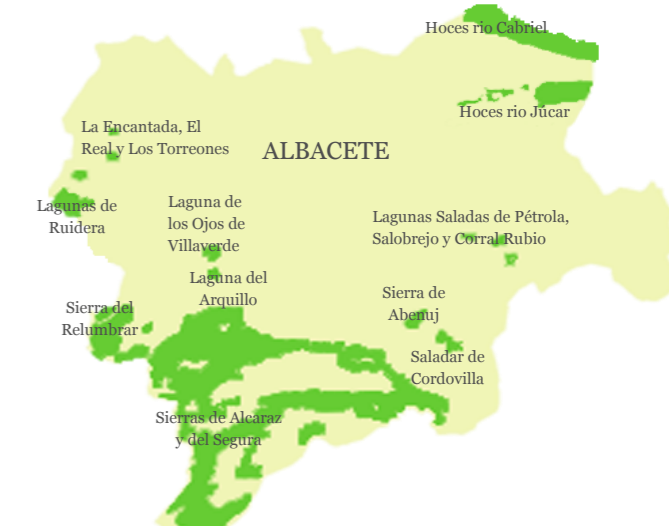 Hoces rio Cabriel
Hoces rio Júcar
La Encantada, El
Real y Los Torreones
ALBACETE
Lagunas de
Ruidera
Laguna de
los Ojos de
Villaverde
Lagunas Saladas de Pétrola,
Salobrejo y Corral Rubio
Laguna del
Arquillo
Sierra de
Abenuj
Sierra del
Relumbrar
Saladar de
Cordovilla
Sierras de Alcaraz
y del Segura